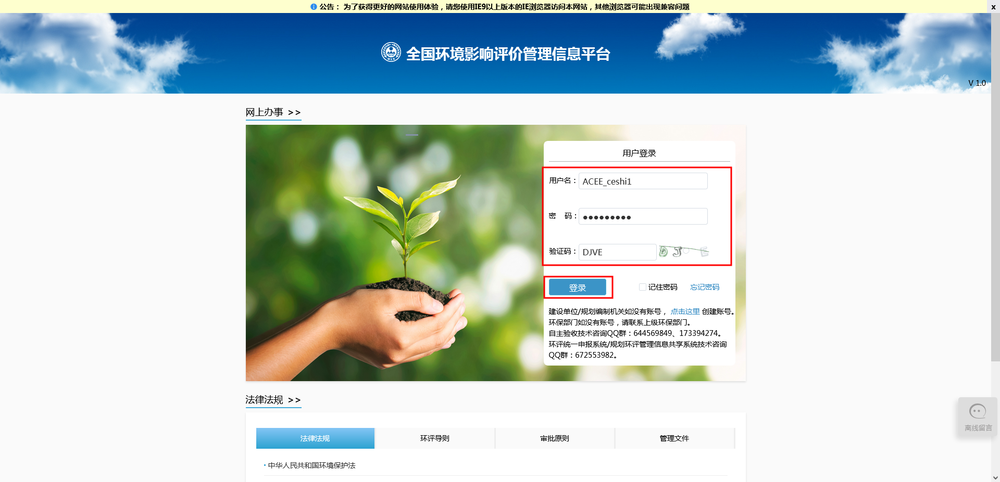 公告： 为了获得更好的网站使用体验，请您使用IE9以上版本的IE浏览器访问本网站，其他浏览器可能出现兼容问题
x
MEE
全国环境影响评价管理信息平台
V 1.0
网上办事 >>
用户登录
用户名： ACEE_ceshi1
密 码： ●●●●●●●●●
验证码： DJVE DJ E
登录 记住密码 忘记密码
建设单位/规划编制机关如没有账号， 点击这里 创建账号。
环保部门如没有账号，请联系上级环保部门。
自主验收技术咨询QQ群：644569849、173394274。
环评统一申报系统/规划环评管理信息共享系统技术咨询
QQ群：672553982。
法律法规 >>
离线留言
法律法规 环评导则 审批原则 管理文件
中华人民共和国环境保护法